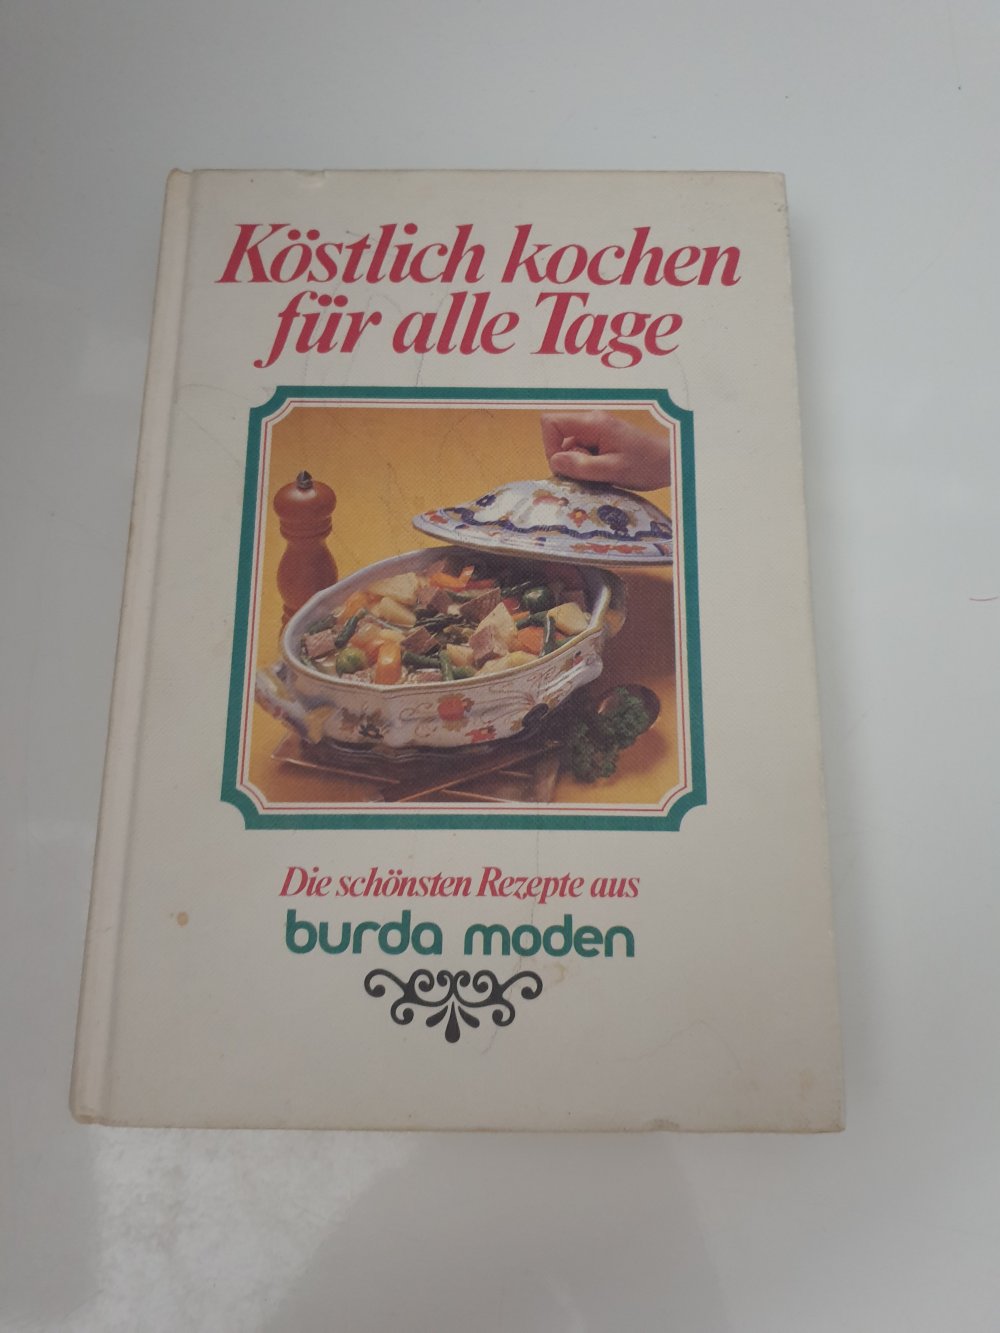 Köstlich kochen
für alle Tage
Die schönsten Rezepte aus
burda moden